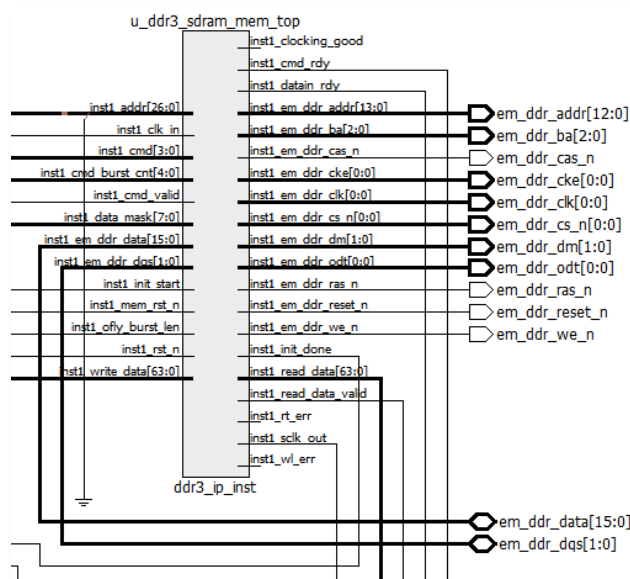 u_ddr3_sdram_mem_top
inst1_clocking_good
inst1_cmd_rdy
inst1_datain_rdy
inst1_addr[26:0] inst1_em_ddr_addr[13:0] em_ddr_addr[12:0]
inst1_clk_in inst1_em_ddr_ba[2:0] em_ddr_ba[2:0]
inst1_cmd[3:0] inst1_em_ddr_cas_n em_ddr_cas_n
inst1_cmd_burst_cnt[4:0] inst1_em_ddr_cke[0:0] em_ddr_cke[0:0]
inst1_cmd_valid inst1_em_ddr_clk[0:0] em_ddr_clk[0:0]
inst1_data_mask[7:0] inst1_em_ddr_cs_n[0:0] em_ddr_cs_n[0:0]
inst1_em_ddr_data[15:0] inst1_em_ddr_dm[1:0] em_ddr_dm[1:0]
inst1_em_ddr_dqs[1:0] inst1_em_ddr_odt[0:0] em_ddr_odt[0:0]
inst1_init_start inst1_em_ddr_ras_n em_ddr_ras_n
inst1_mem_rst_n inst1_em_ddr_reset_n em_ddr_reset_n
inst1_ofly_burst_len inst1_em_ddr_we_n em_ddr_we_n
inst1_rst_n inst1_init_done
inst1_write_data[63:0] inst1_read_data[63:0]
inst1_read_data_valid
inst1_rt_err
inst1_sclk_out
inst1_wl_err
ddr3_ip_inst
em_ddr_data[15:0]
em_ddr_dqs[1:0]